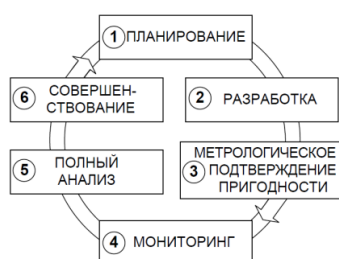 1 ПЛАНИРОВАНИЕ
2 РАЗРАБОТКА
3 МЕТРОЛОГИЧЕСКОЕ
ПОДТВЕРЖДЕНИЕ
ПРИГОДНОСТИ
4 МОНИТОРИНГ
5 ПОЛНЫЙ
АНАЛИЗ
6 СОВЕРШЕН-
СТВОВАНИЕ